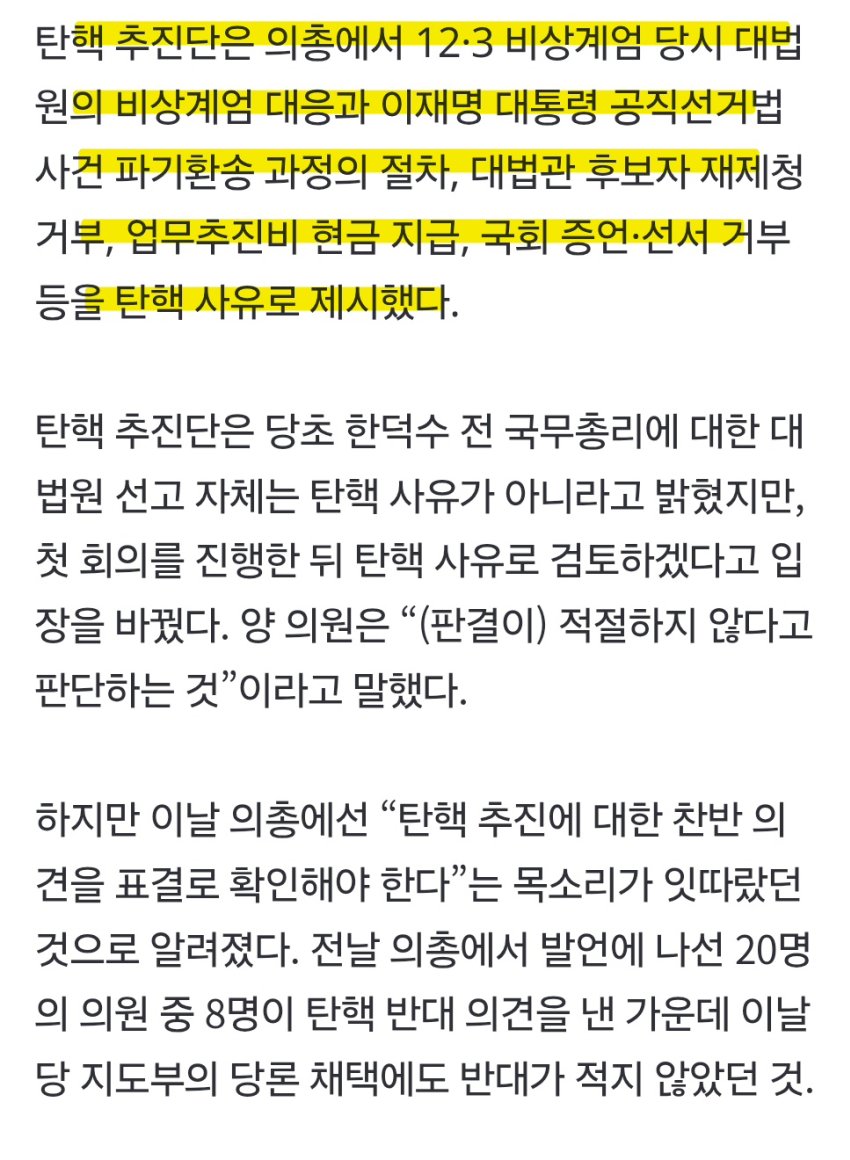 탄핵 추진단은 의총에서 12·3 비상계엄 당시 대법
원의 비상계엄 대응과 이재명 대통령 공직선거법
사건 파기환송 과정의 절차, 대법관 후보자 재제청
거부, 업무추진비 현금 지급, 국회 증언·선서 거부
등을 탄핵 사유로 제시했다.
탄핵 추진단은 당초 한덕수 전 국무총리에 대한 대
법원 선고 자체는 탄핵 사유가 아니라고 밝혔지만,
첫 회의를 진행한 뒤 탄핵 사유로 검토하겠다고 입
장을 바꿨다. 양 의원은 “(판결이) 적절하지 않다고
판단하는 것”이라고 말했다.
하지만 이날 의총에선 “탄핵 추진에 대한 찬반 의
견을 표결로 확인해야 한다”는 목소리가 잇따랐던
것으로 알려졌다. 전날 의총에서 발언에 나선 20명
의 의원 중 8명이 탄핵 반대 의견을 낸 가운데 이날
당 지도부의 당론 채택에도 반대가 적지 않았던 것.